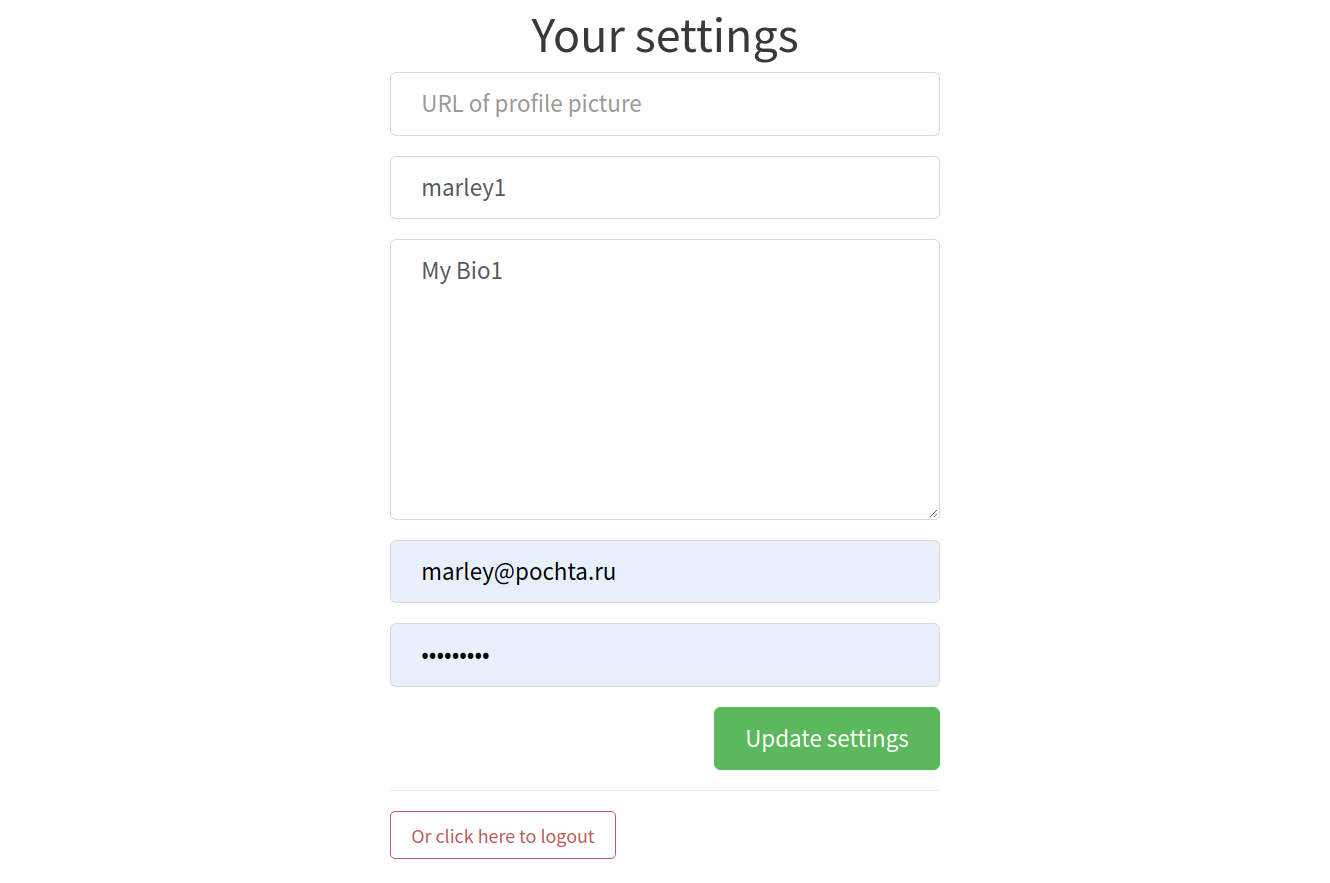 Your settings
URL of profile picture
marley1
My Bio1
marley@pochta.ru
•••••••••
Update settings
Or click here to logout